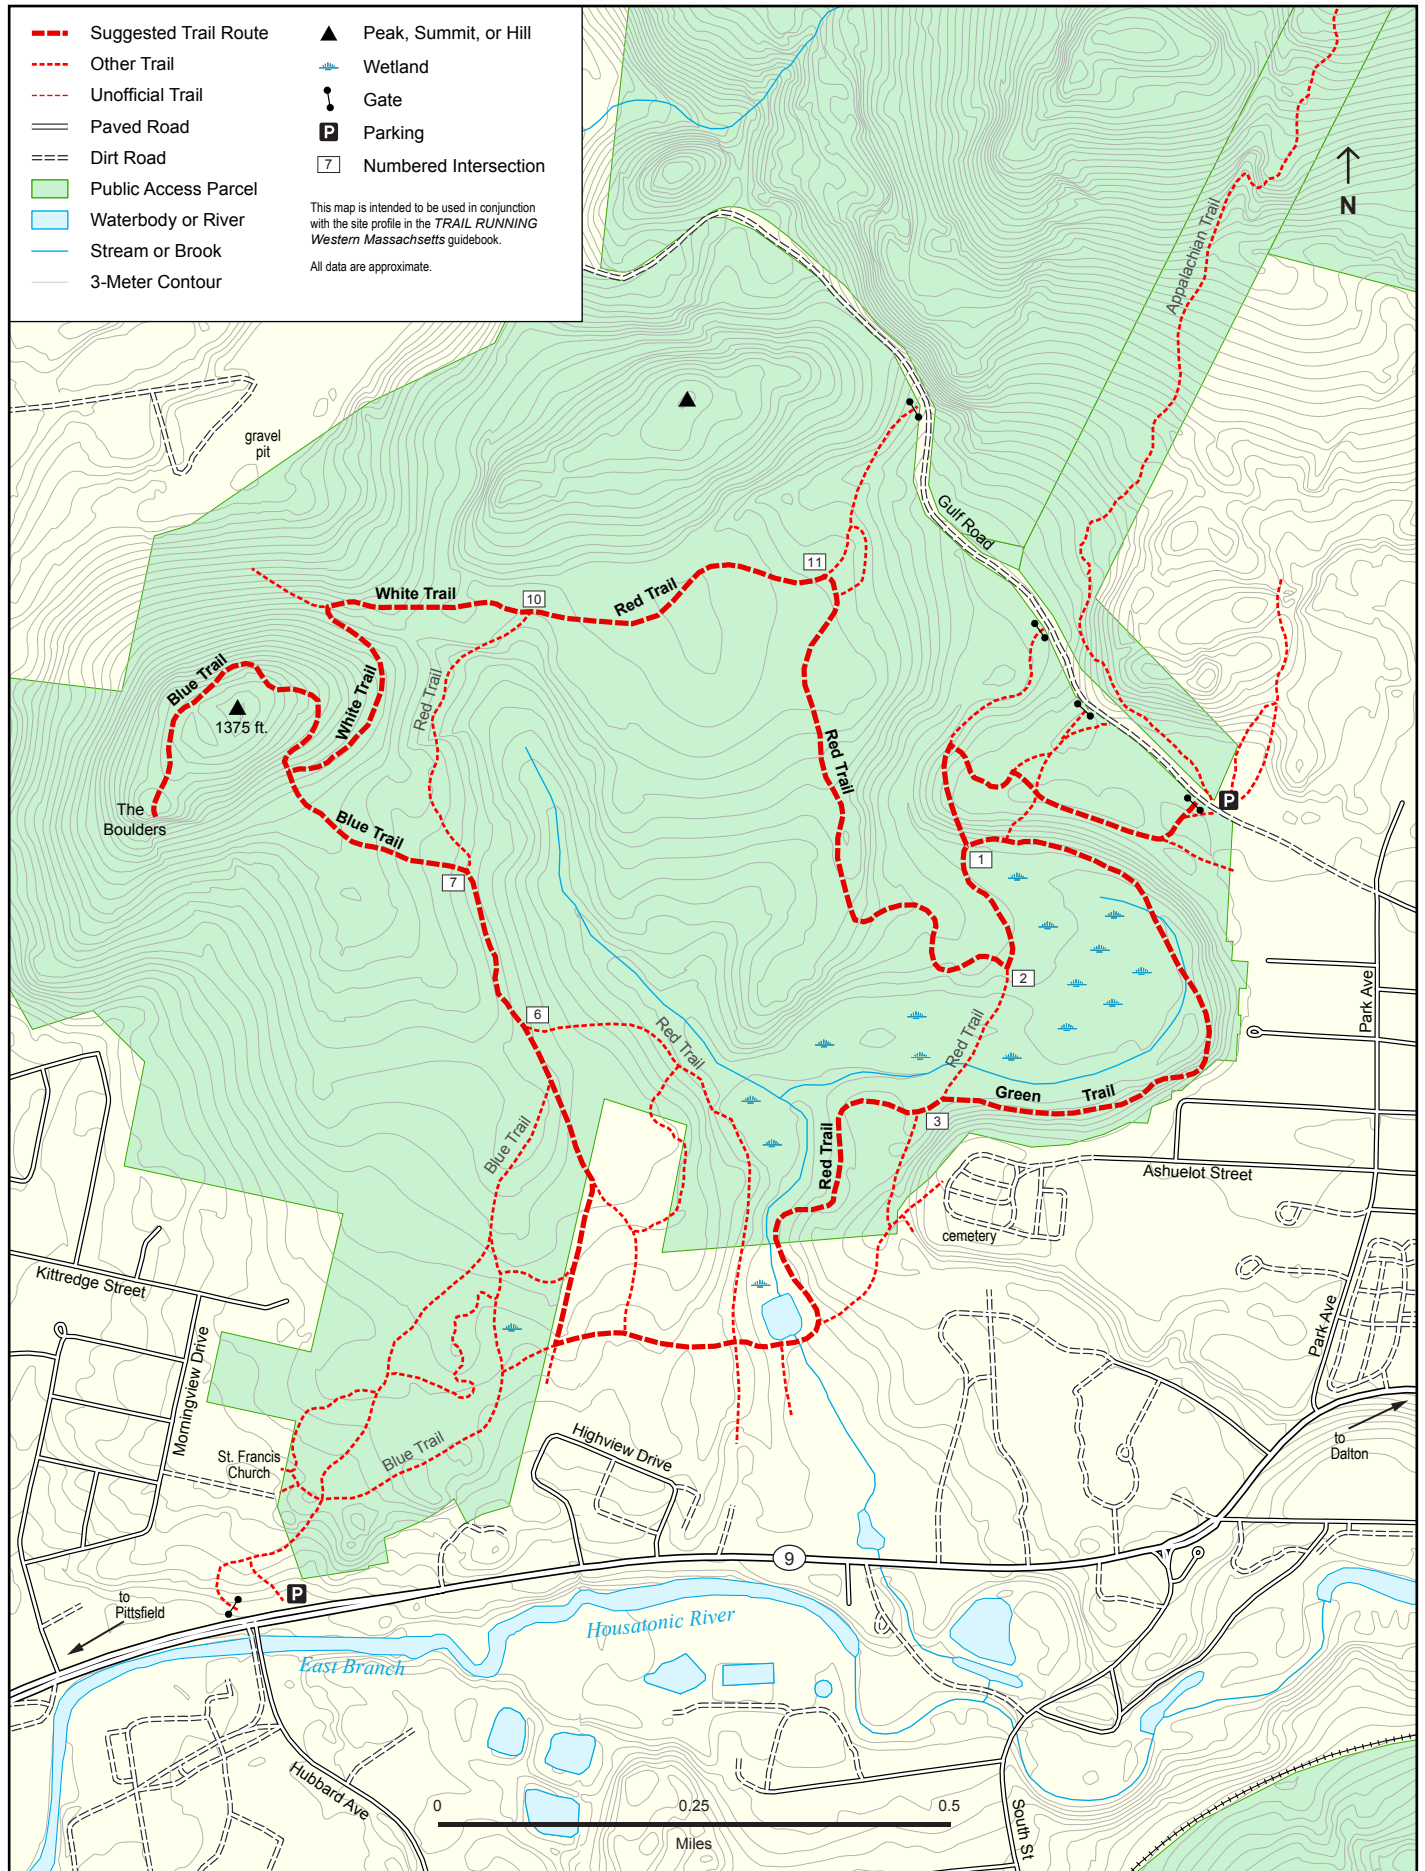 Suggested Trail Route
Other Trail
Unofficial Trail
Paved Road
Dirt Road
Public Access Parcel
Waterbody or River
Stream or Brook
3-Meter Contour
Peak, Summit, or Hill
Wetland
Gate
P
Parking
7
Numbered Intersection
This map is intended to be used in conjunction
with the site profile in the TRAIL RUNNING
Western Massachsetts guidebook.
All data are approximate.
N
Appalachian Trail
gravel
pit
Gulf Road
11
White Trail
10
Red Trail
Blue Trail
White Trail
Red Trail
1375 ft.
Red Trail
The
Boulders
Blue Trail
P
1
7
2
Park Ave
6
Red Trail
Red Trail
Green Trail
3
Blue Trail
Red Trail
Ashuelot Street
cemetery
Kittredge Street
Morningview Drive
Park Ave
to
Dalton
St. Francis
Church
Blue Trail
Highview Drive
9
P
to
Pittsfield
Housatonic River
East Branch
Hubbard Ave
South St
0
0.25
0.5
Miles